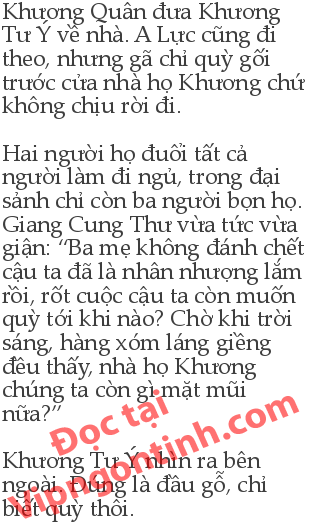 Khương Quân đưa Khương
Tư Ý về nhà. A Lực cũng đi
theo, nhưng gã chỉ quỳ gối
trước cửa nhà họ Khương chứ
không chịu rời đi.

Hai người họ đuổi tất cả
người làm đi ngủ, trong đại
sảnh chỉ còn ba người bọn họ.
Giang Cung Thư vừa tức vừa
giận: “Ba mẹ không đánh chết
cậu ta đã là nhân nhượng lắm
rồi, rốt cuộc cậu ta còn muốn
quỳ tới khi nào? Chờ khi trời
sáng, hàng xóm láng giềng
đều thấy, nhà họ Khương
chúng ta còn gì mặt mũi
nữa?”
Đọc tại
Vipngontinh.com
Khương Tư Ý nhìn ra bên
ngoài. Đúng là đầu gỗ, chỉ
biết quỳ thôi.